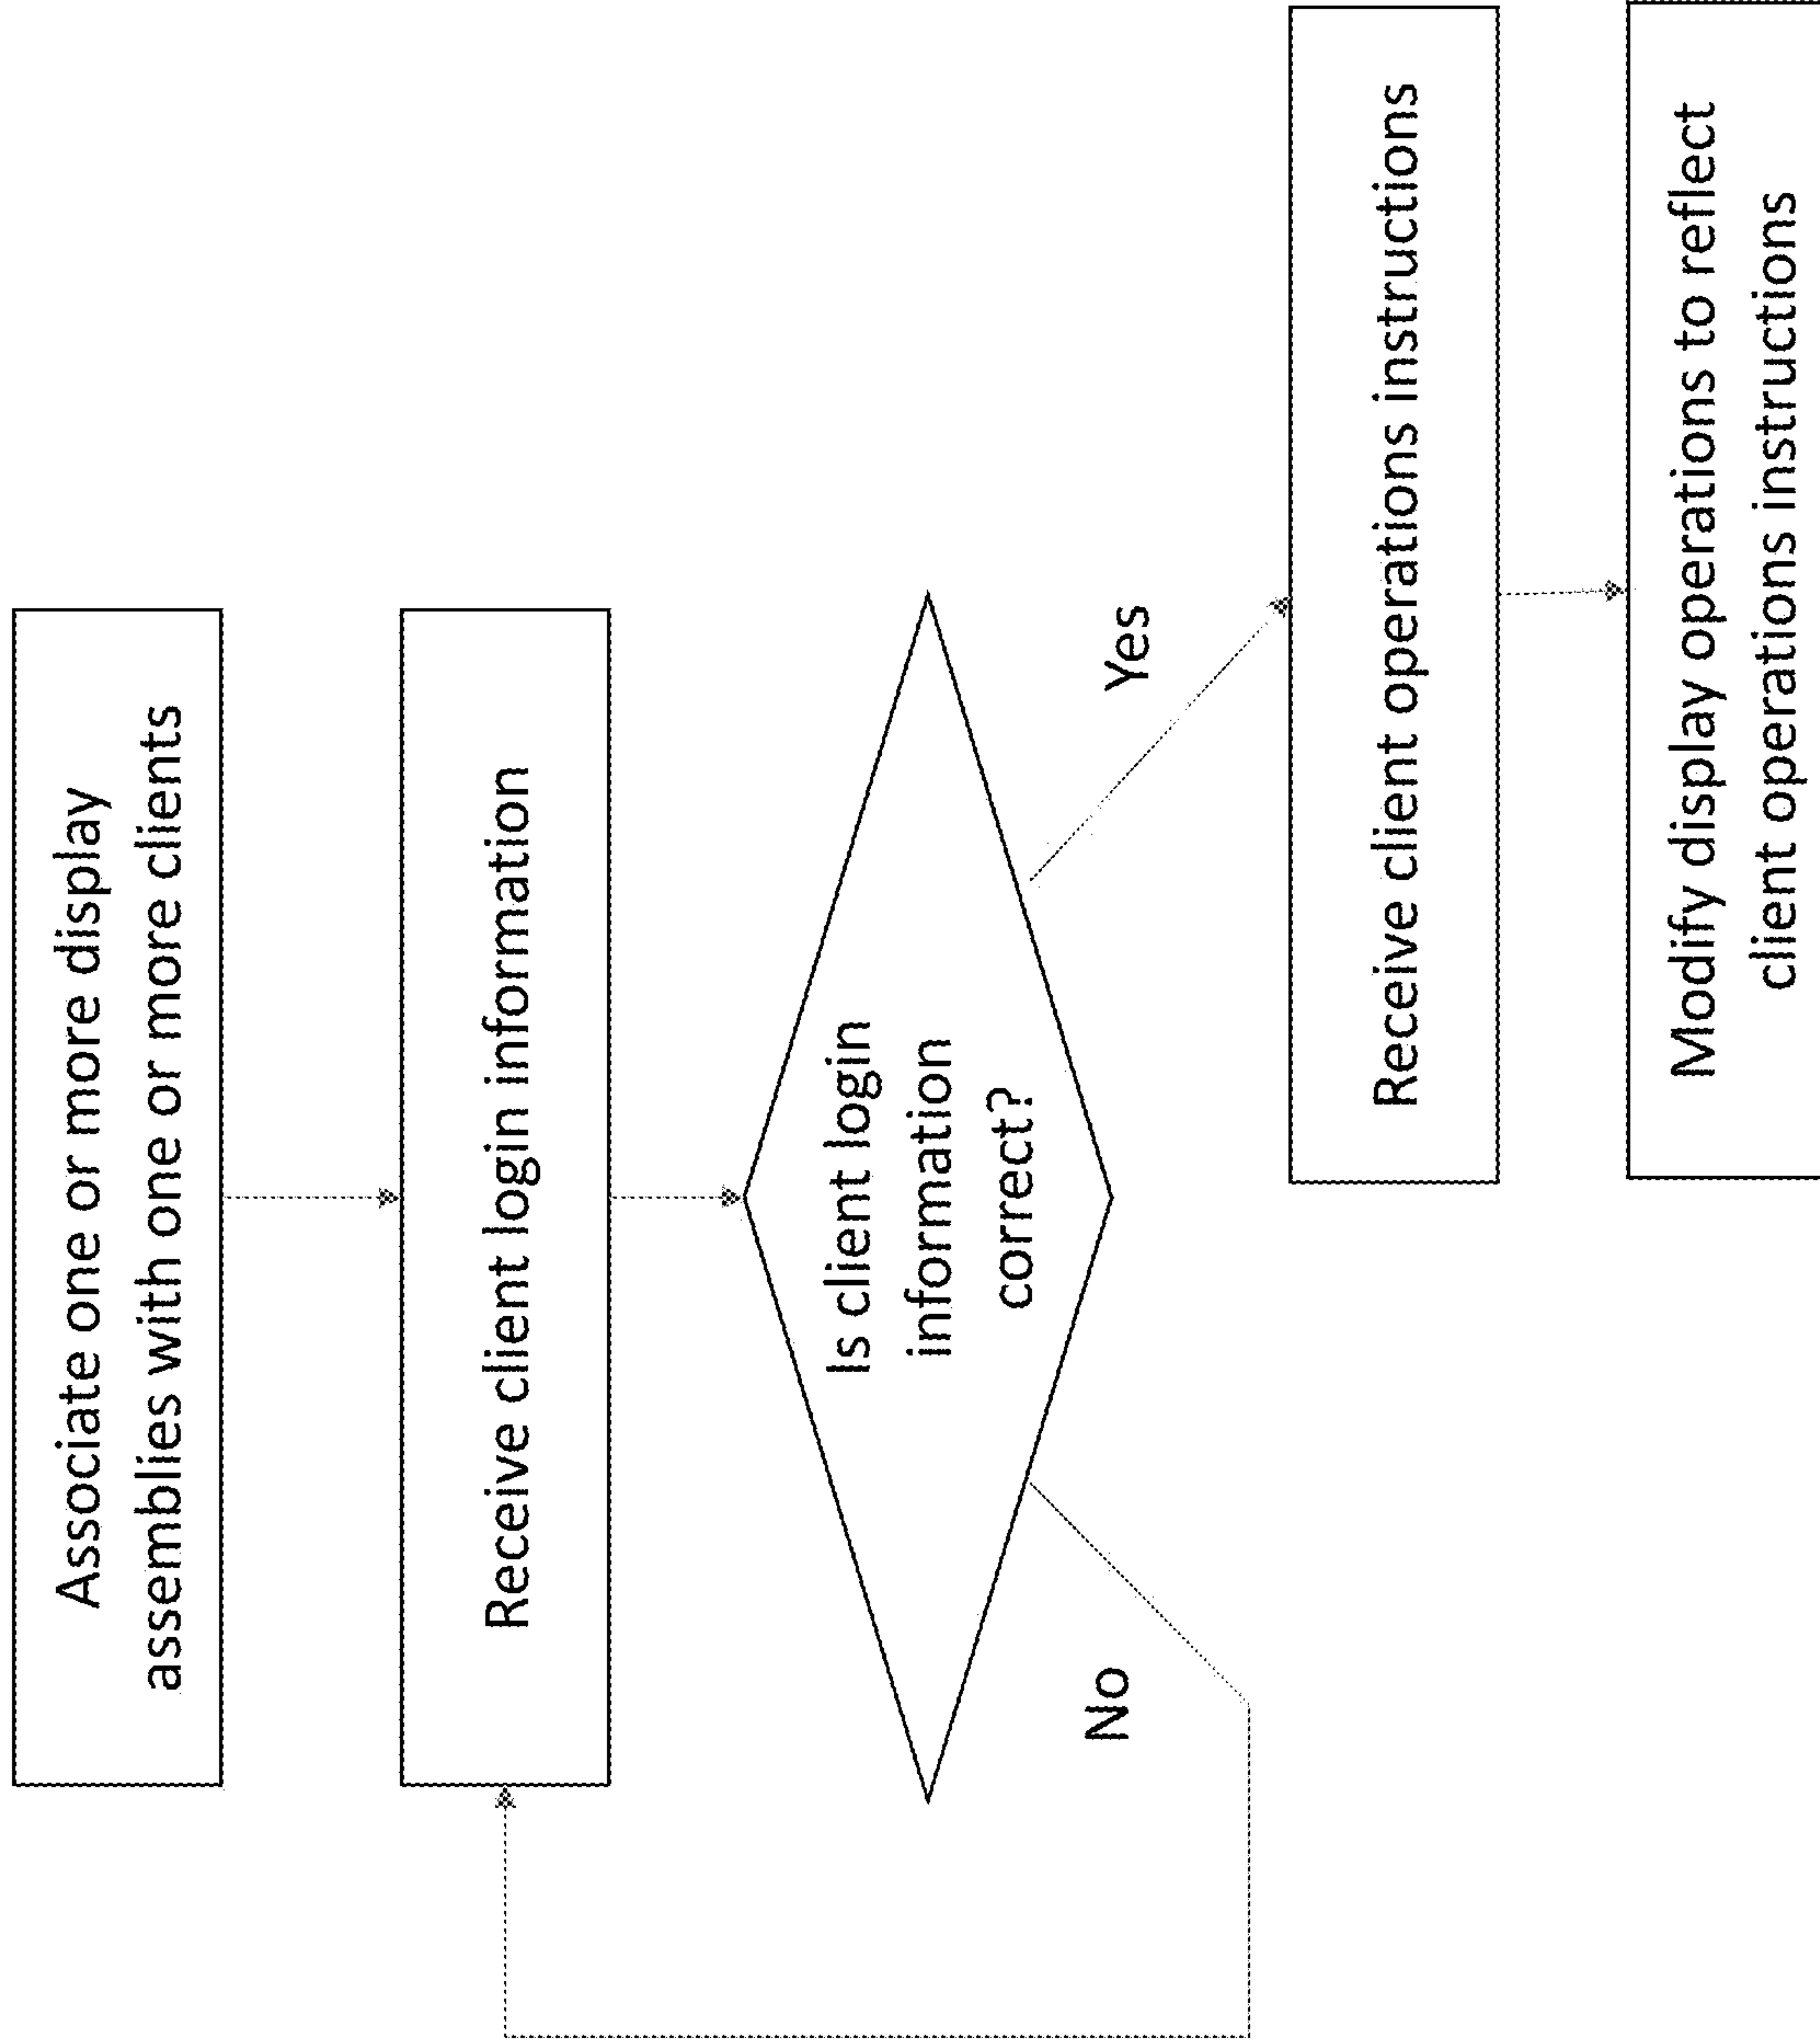 Associate one or more display
assemblies with one or more clients
Receive client login information
Is client login
information
correct?
No
Yes
Receive client operations instructions
Modify display operations to reflect
client operations instructions